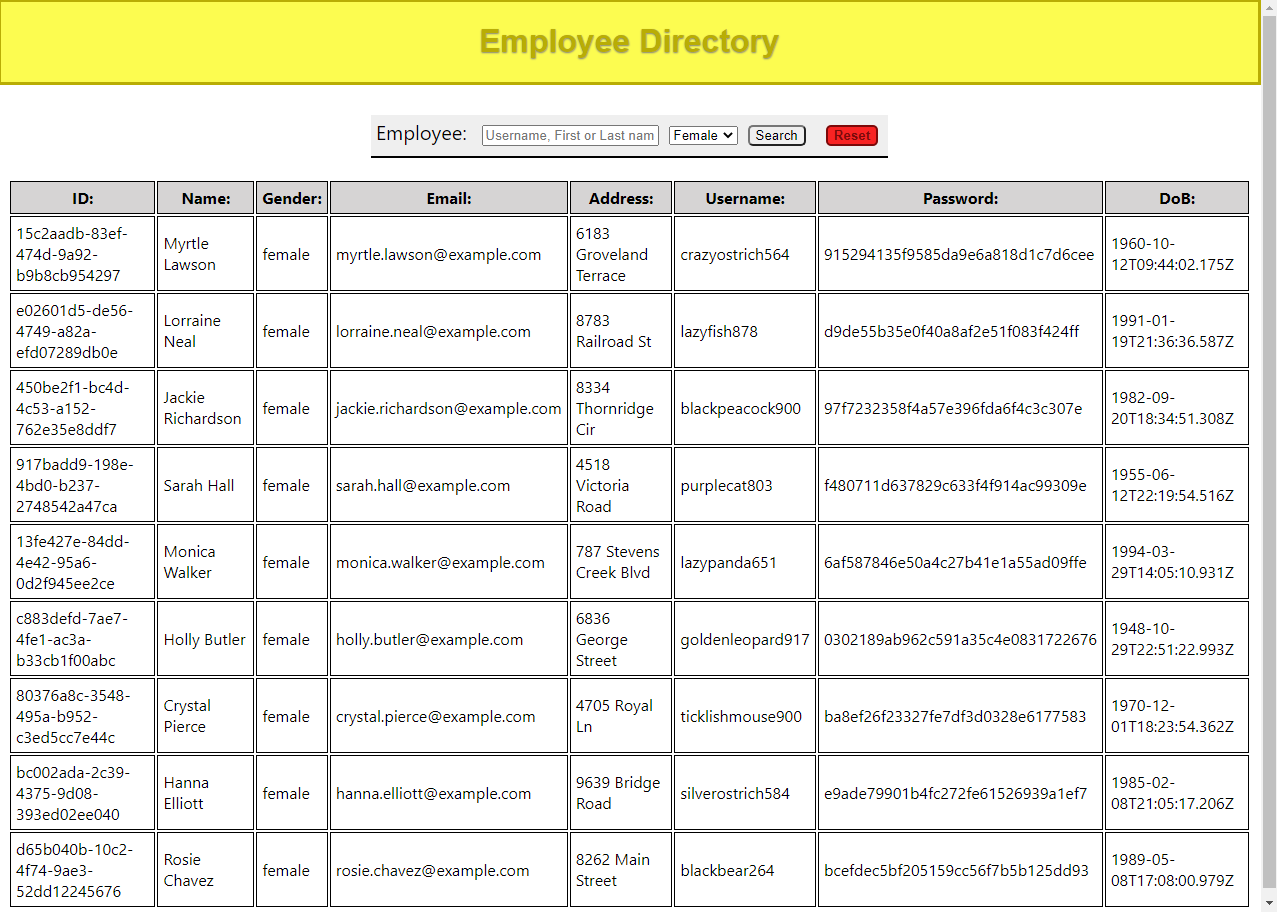 Employee Directory
Employee: Username, First or Last nam Female Search Reset
ID: Name: Gender: Email: Address: Username: Password: DoB:
15c2aadb-83ef-
474d-9a92-
b9b8cb954297
Myrtle
Lawson
female
myrtle.lawson@example.com
6183
Groveland
Terrace
crazyostrich564
915294135f9585da9e6a818d1c7d6cee
1960-10-
12T09:44:02.175Z
e02601d5-de56-
4749-a82a-
efd07289db0e
Lorraine
Neal
female
lorraine.neal@example.com
8783
Railroad St
lazyfish878
d9de55b35e0f40a8af2e51f083f424ff
1991-01-
19T21:36:36.587Z
450be2f1-bc4d-
4c53-a152-
762e35e8ddf7
Jackie
Richardson
female
jackie.richardson@example.com
8334
Thornridge
Cir
blackpeacock900
97f7232358f4a57e396fda6f4c3c307e
1982-09-
20T18:34:51.308Z
917badd9-198e-
4bd0-b237-
2748542a47ca
Sarah Hall
female
sarah.hall@example.com
4518
Victoria
Road
purplecat803
f480711d637829c633f4f914ac99309e
1955-06-
12T22:19:54.516Z
13fe427e-84dd-
4e42-95a6-
0d2f945ee2ce
Monica
Walker
female
monica.walker@example.com
787 Stevens
Creek Blvd
lazypanda651
6af587846e50a4c27b41e1a55ad09ffe
1994-03-
29T14:05:10.931Z
c883defd-7ae7-
4fe1-ac3a-
b33cb1f00abc
Holly Butler
female
holly.butler@example.com
6836
George
Street
goldenleopard917
0302189ab962c591a35c4e0831722676
1948-10-
29T22:51:22.993Z
80376a8c-3548-
495a-b952-
c3ed5cc7e44c
Crystal
Pierce
female
crystal.pierce@example.com
4705 Royal
Ln
ticklishmouse900
ba8ef26f23327fe7df3d0328e6177583
1970-12-
01T18:23:54.362Z
bc002ada-2c39-
4375-9d08-
393ed02ee040
Hanna
Elliott
female
hanna.elliott@example.com
9639 Bridge
Road
silverostrich584
e9ade79901b4fc272fe61526939a1ef7
1985-02-
08T21:05:17.206Z
d65b040b-10c2-
4f74-9ae3-
52dd12245676
Rosie
Chavez
female
rosie.chavez@example.com
8262 Main
Street
blackbear264
bcefdec5bf205159cc56f7b5b125dd93
1989-05-
08T17:08:00.979Z